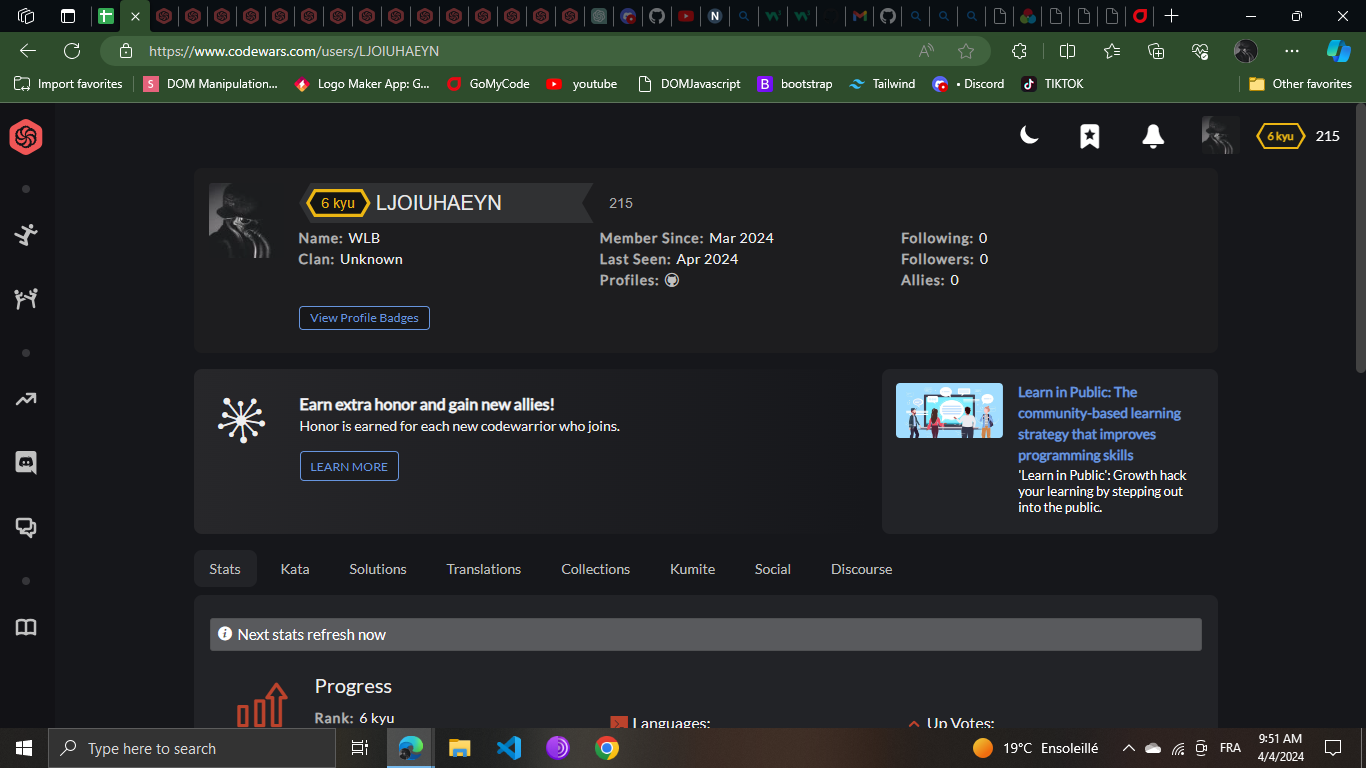 https://www.codewars.com/users/LJOIUHAEYN
Import favorites
S DOM Manipulation...
Logo Maker App: G...
GoMyCode
youtube
DOMJavascript
B bootstrap
Tailwind
• Discord
TIKTOK
Other favorites
6 kyu 215
6 kyu LJOIUHAEYN 215
Name: WLB
Clan: Unknown
Member Since: Mar 2024
Last Seen: Apr 2024
Profiles:
Following: 0
Followers: 0
Allies: 0
View Profile Badges
Earn extra honor and gain new allies!
Honor is earned for each new codewarrior who joins.
LEARN MORE
Learn in Public: The
community-based learning
strategy that improves
programming skills
'Learn in Public': Growth hack
your learning by stepping out
into the public.
Stats Kata Solutions Translations Collections Kumite Social Discourse
Next stats refresh now
Progress
Rank: 6 kyu
Languages:
Up Votes:
Type here to search
19°C Ensoleillé
FRA
9:51 AM
4/4/2024